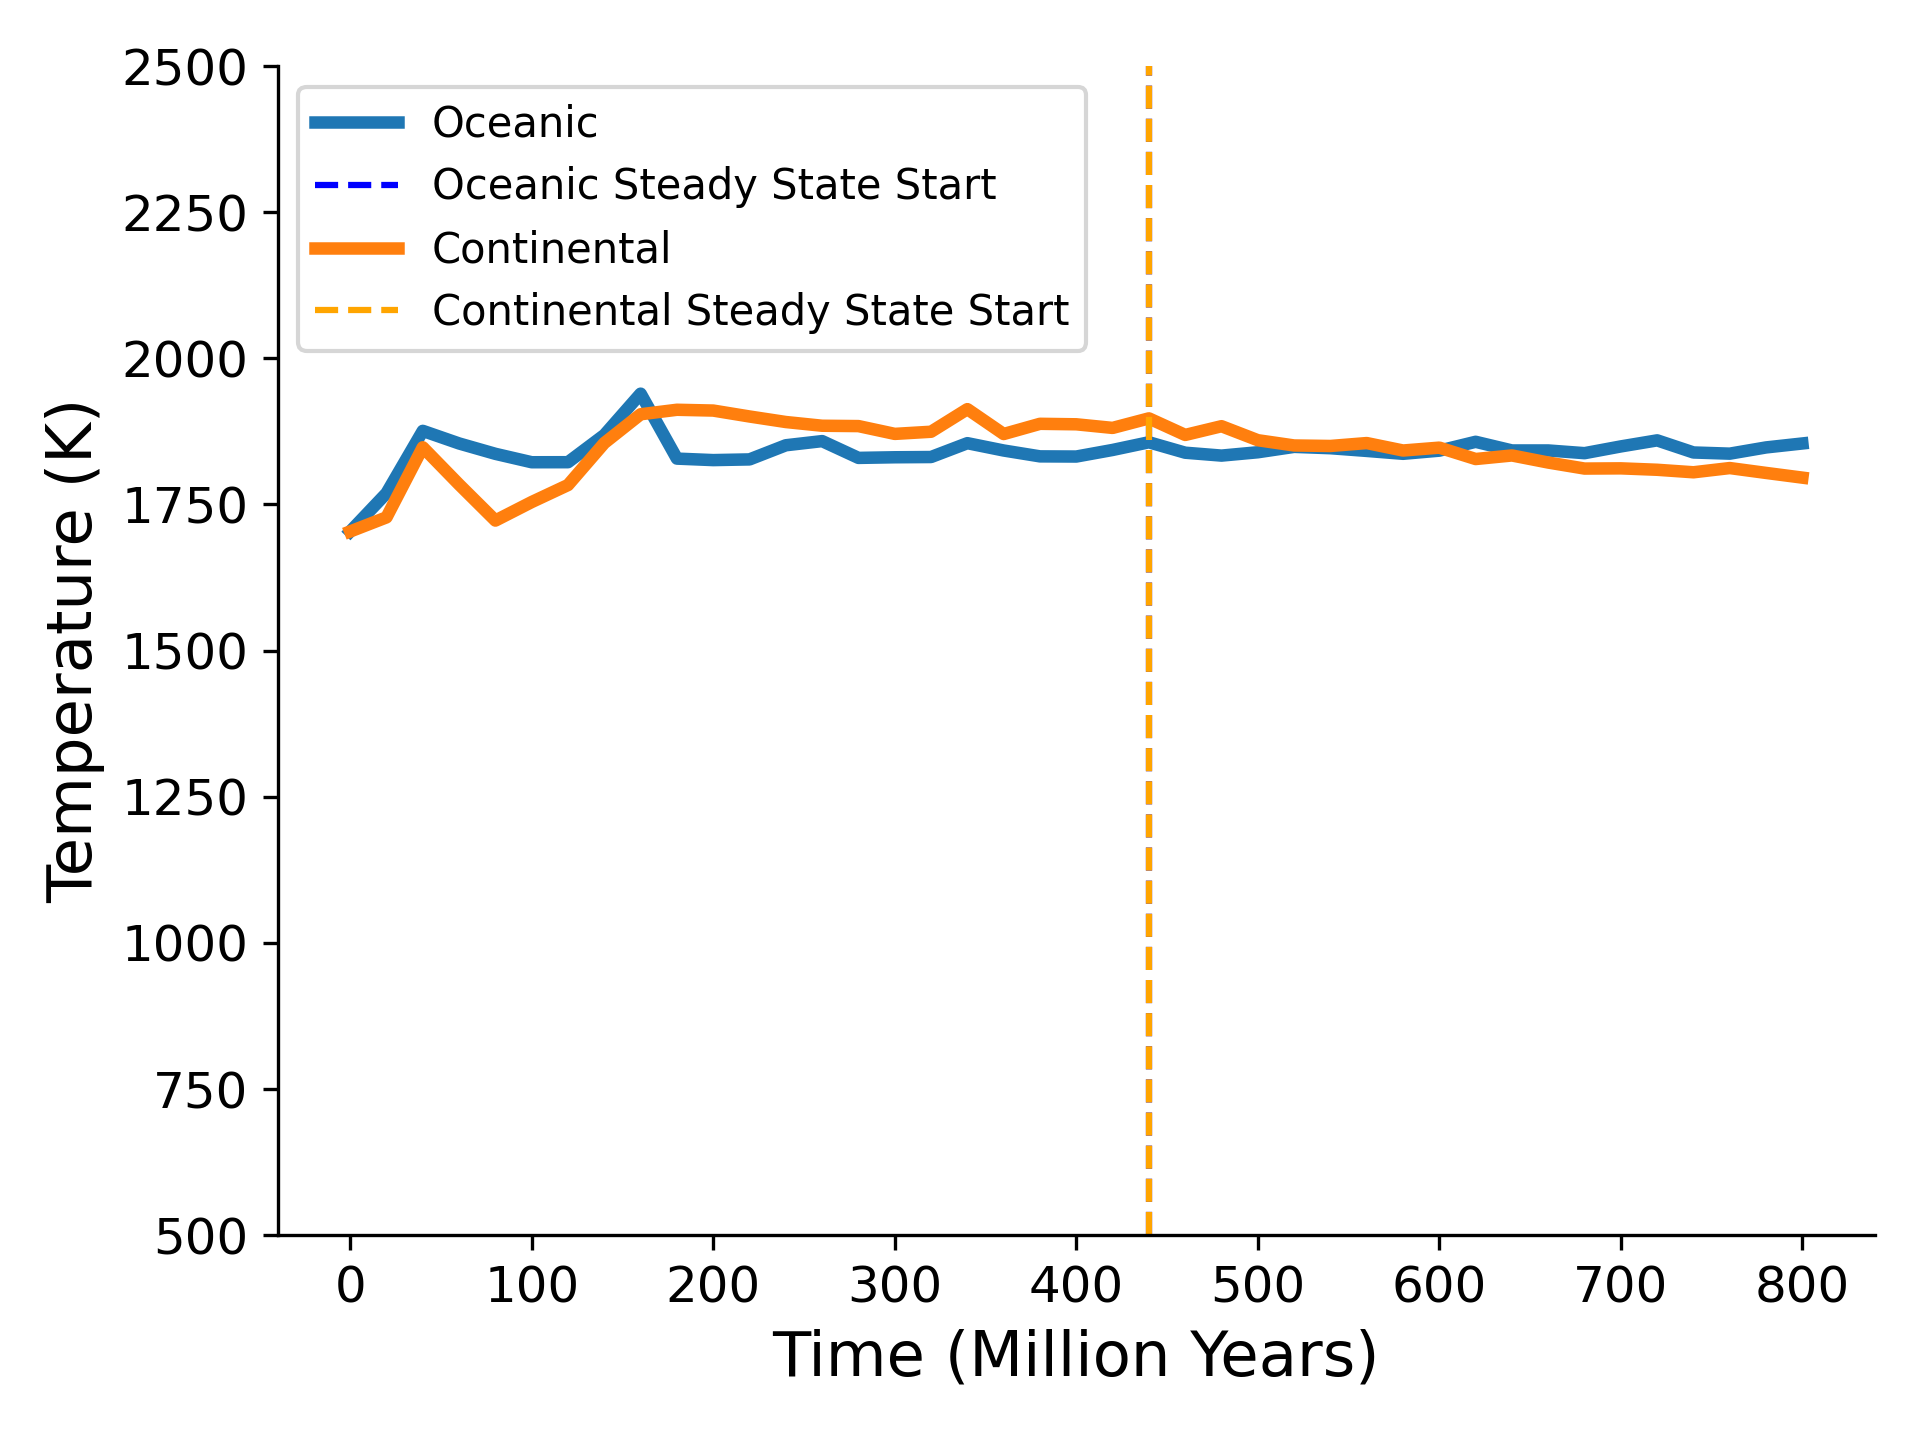 2500
2250
2000
1750
1500
1250
1000
750
500
Temperature (K)
Oceanic
Oceanic Steady State Start
Continental
Continental Steady State Start
0 100 200 300 400 500 600 700 800
Time (Million Years)